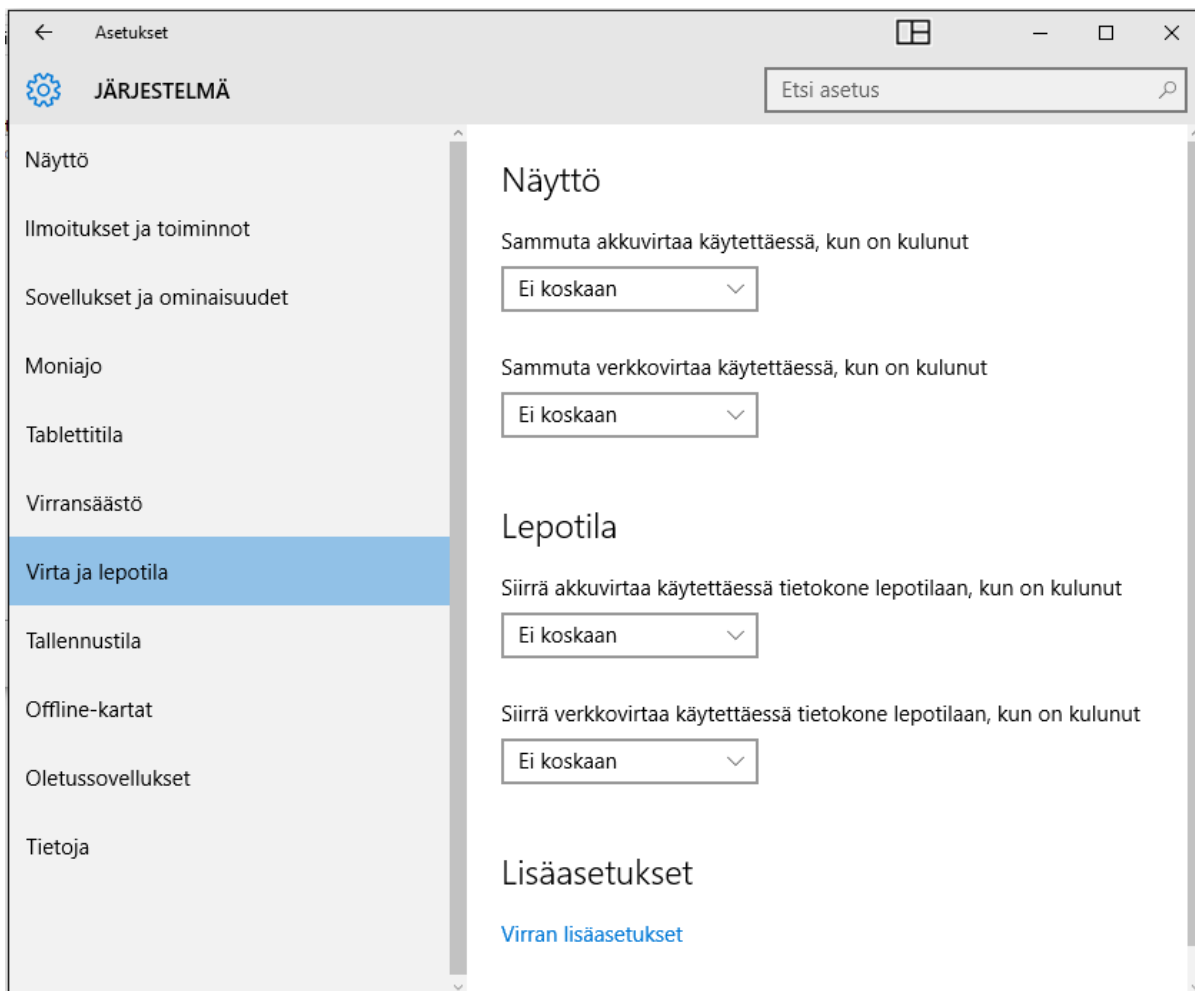 Asetukset
JÄRJESTELMÄ
Etsi asetus
Näyttö
Ilmoitukset ja toiminnot
Sovellukset ja ominaisuudet
Moniajo
Tablettitila
Virransäästö
Virta ja lepotila
Tallennustila
Offline-kartat
Oletussovellukset
Tietoja
Näyttö
Sammuta akkuvirtaa käytettäessä, kun on kulunut
Ei koskaan
Sammuta verkkovirtaa käytettäessä, kun on kulunut
Ei koskaan
Lepotila
Siirrä akkuvirtaa käytettäessä tietokone lepotilaan, kun on kulunut
Ei koskaan
Siirrä verkkovirtaa käytettäessä tietokone lepotilaan, kun on kulunut
Ei koskaan
Lisäasetukset
Virran lisäasetukset